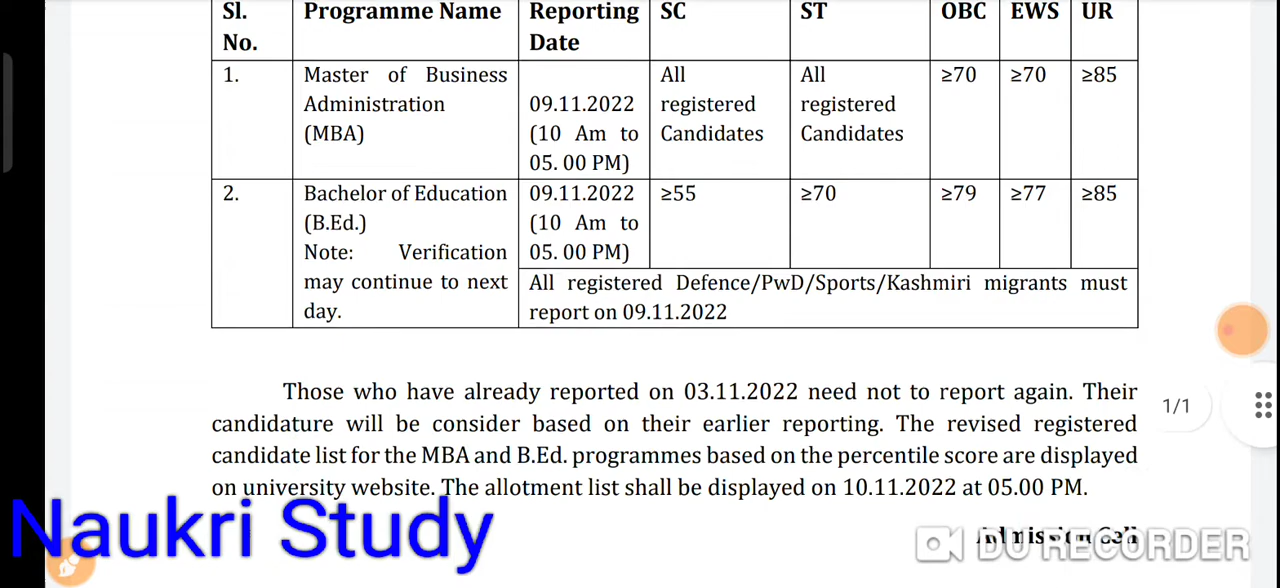 Sl. Programme Name Reporting SC ST OBC EWS UR
No. Date
1. Master of Business All All ≥70 ≥70 ≥85
Administration 09.11.2022 registered registered
(MBA) (10 Am to Candidates Candidates
05. 00 PM)
2. Bachelor of Education 09.11.2022 ≥55 ≥70 ≥79 ≥77 ≥85
(B.Ed.) (10 Am to
Note: Verification 05. 00 PM)
may continue to next All registered Defence/PwD/Sports/Kashmiri migrants must
day. report on 09.11.2022
Those who have already reported on 03.11.2022 need not to report again. Their
1/1
candidature will be consider based on their earlier reporting. The revised registered
candidate list for the MBA and B.Ed. programmes based on the percentile score are displayed
on university website. The allotment list shall be displayed on 10.11.2022 at 05.00 PM.
Naukri Study
Admission Cell
DU RECORDER